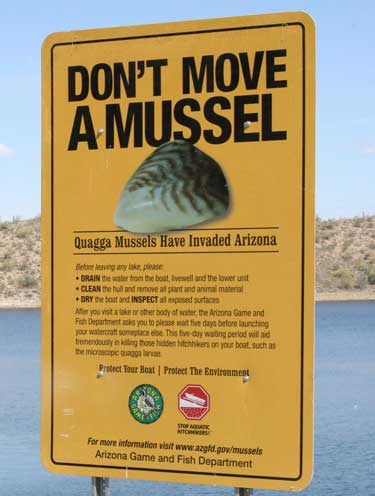 DON'T MOVE
A MUSSEL
Quagga Mussels Have Invaded Arizona
Before leaving any lake, please:
• DRAIN the water from the boat, livewell and the lower unit
• CLEAN the hull and remove all plant and animal material
• DRY the boat and INSPECT all exposed surfaces
After you visit a lake or other body of water, the Arizona Game and
Fish Department asks you to please wait five days before launching
your watercraft someplace else. This five-day waiting period will aid
tremendously in killing those hidden hitchhikers on your boat, such as
the microscopic quagga larvae.
Protect Your Boat | Protect The Environment
ARIZONA
GAME & FISH
STOP AQUATIC
HITCHHIKERS!
For more information visit www.azgfd.gov/mussels
Arizona Game and Fish Department